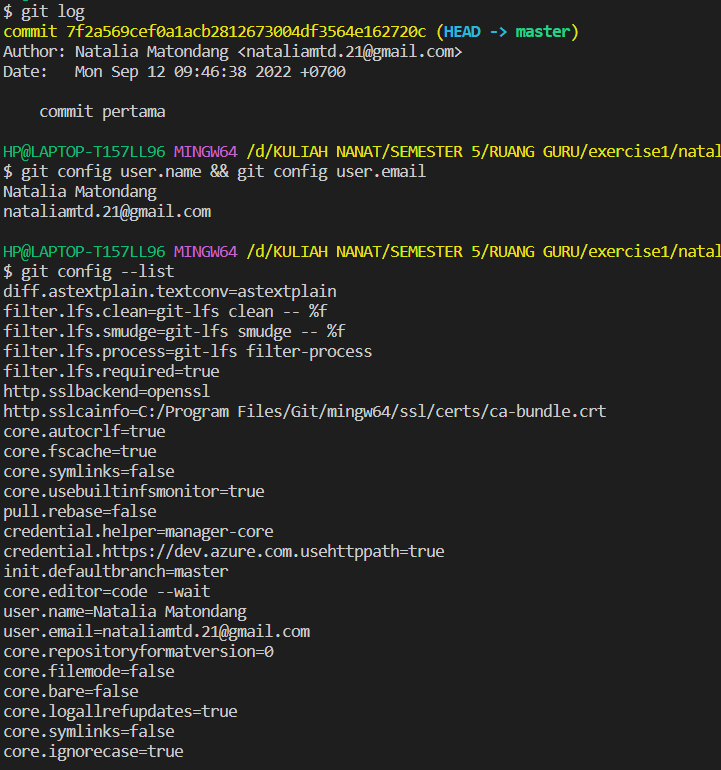 $ git log
commit 7f2a569cef0a1acb2812673004df3564e162720c (HEAD -> master)
Author: Natalia Matondang <nataliamtd.21@gmail.com>
Date:   Mon Sep 12 09:46:38 2022 +0700
    commit pertama
HP@LAPTOP-T157LL96 MINGW64 /d/KULIAH NANAT/SEMESTER 5/RUANG GURU/exercise1/natal
$ git config user.name && git config user.email
Natalia Matondang
nataliamtd.21@gmail.com
HP@LAPTOP-T157LL96 MINGW64 /d/KULIAH NANAT/SEMESTER 5/RUANG GURU/exercise1/natal
$ git config --list
diff.astextplain.textconv=astextplain
filter.lfs.clean=git-lfs clean -- %f
filter.lfs.smudge=git-lfs smudge -- %f
filter.lfs.process=git-lfs filter-process
filter.lfs.required=true
http.sslbackend=openssl
http.sslcainfo=C:/Program Files/Git/mingw64/ssl/certs/ca-bundle.crt
core.autocrlf=true
core.fscache=true
core.symlinks=false
core.usebuiltinfsmonitor=true
pull.rebase=false
credential.helper=manager-core
credential.https://dev.azure.com.usehttppath=true
init.defaultbranch=master
core.editor=code --wait
user.name=Natalia Matondang
user.email=nataliamtd.21@gmail.com
core.repositoryformatversion=0
core.filemode=false
core.bare=false
core.logallrefupdates=true
core.symlinks=false
core.ignorecase=true